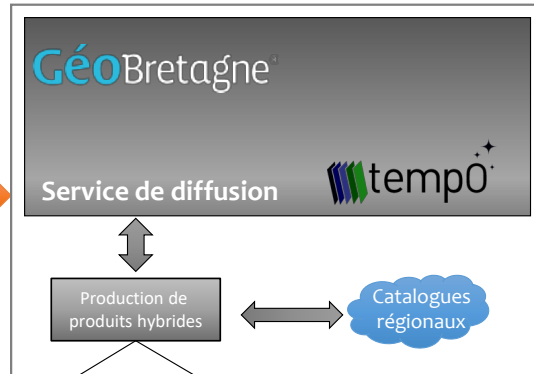 GéoBretagne
tempO
Service de diffusion
Production de
produits hybrides
Catalogues
régionaux